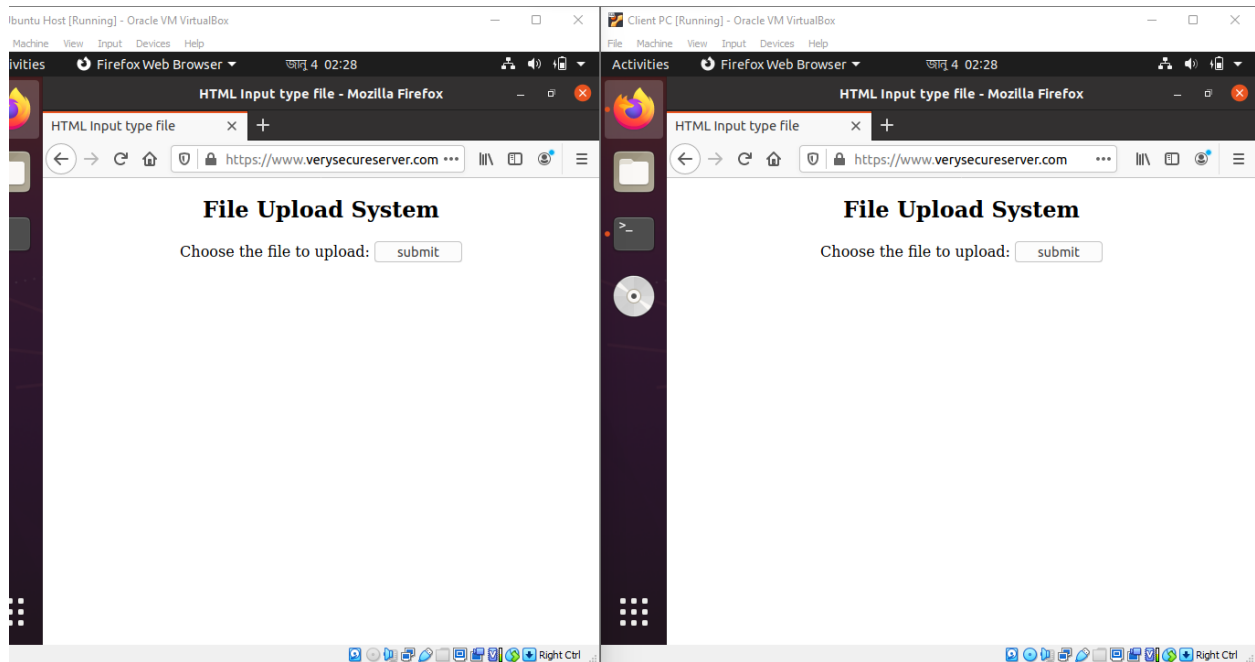 Ubuntu Host [Running] - Oracle VM VirtualBox
Machine View Input Devices Help
ivities Firefox Web Browser জানু 4 02:28
HTML Input type file - Mozilla Firefox
HTML Input type file
https://www.verysecureserver.com
File Upload System
Choose the file to upload: submit
Right Ctrl
Client PC [Running] - Oracle VM VirtualBox
File Machine View Input Devices Help
Activities Firefox Web Browser জানু 4 02:28
HTML Input type file - Mozilla Firefox
HTML Input type file
https://www.verysecureserver.com
File Upload System
Choose the file to upload: submit
Right Ctrl